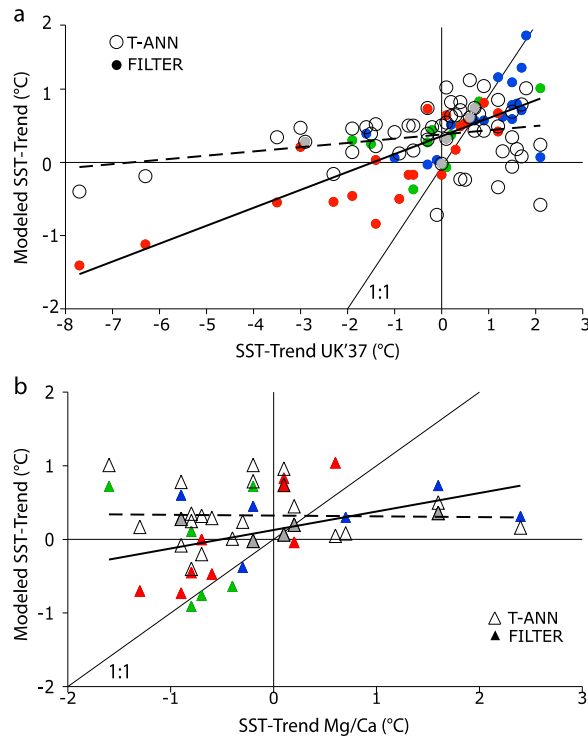 a
2
T-ANN
FILTER
1
0
-1
-2
Modeled SST-Trend (°C)
1:1
-8 -7 -6 -5 -4 -3 -2 -1 0 1 2 3
SST-Trend UK'37 (°C)
b
2
1
0
-1
-2
Modeled SST-Trend (°C)
T-ANN
FILTER
1:1
-2 -1 0 1 2 3
SST-Trend Mg/Ca (°C)